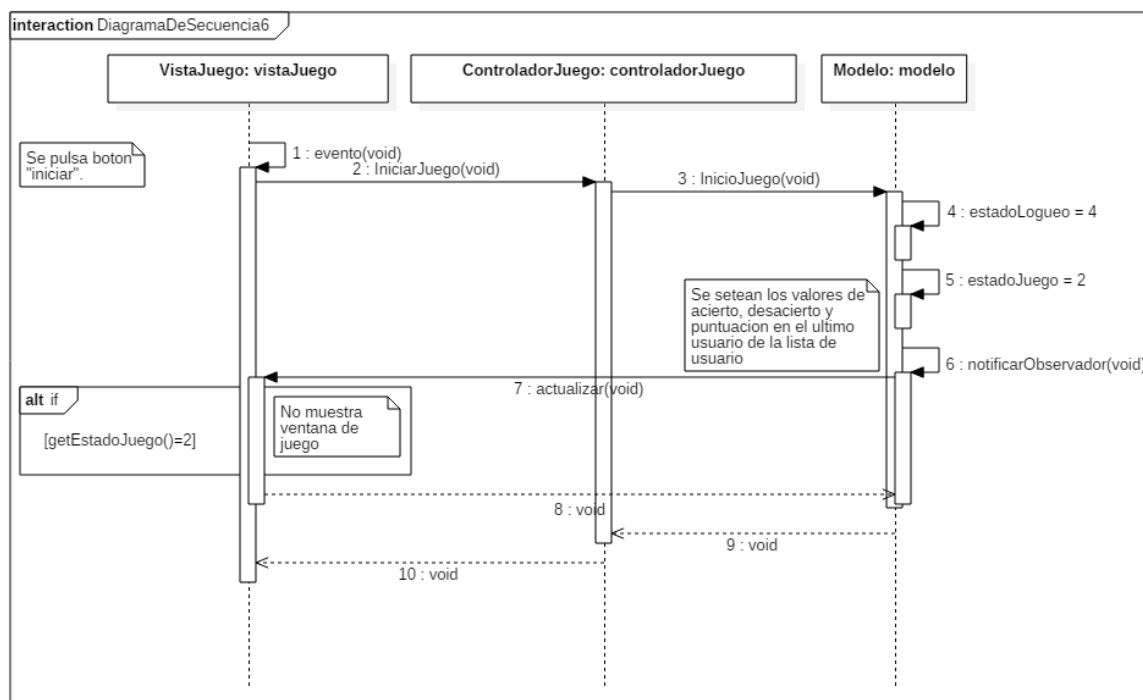 interaction DiagramaDeSecuencia6
VistaJuego: vistaJuego
ControladorJuego: controladorJuego
Modelo: modelo
Se pulsa boton
"iniciar".
1 : evento(void)
2 : IniciarJuego(void)
3 : InicioJuego(void)
4 : estadoLogueo = 4
5 : estadoJuego = 2
Se setean los valores de
acierto, desacierto y
puntuacion en el ultimo
usuario de la lista de
usuario
6 : notificarObservador(void)
7 : actualizar(void)
alt if
[getEstadoJuego()=2]
No muestra
ventana de
juego
8 : void
9 : void
10 : void